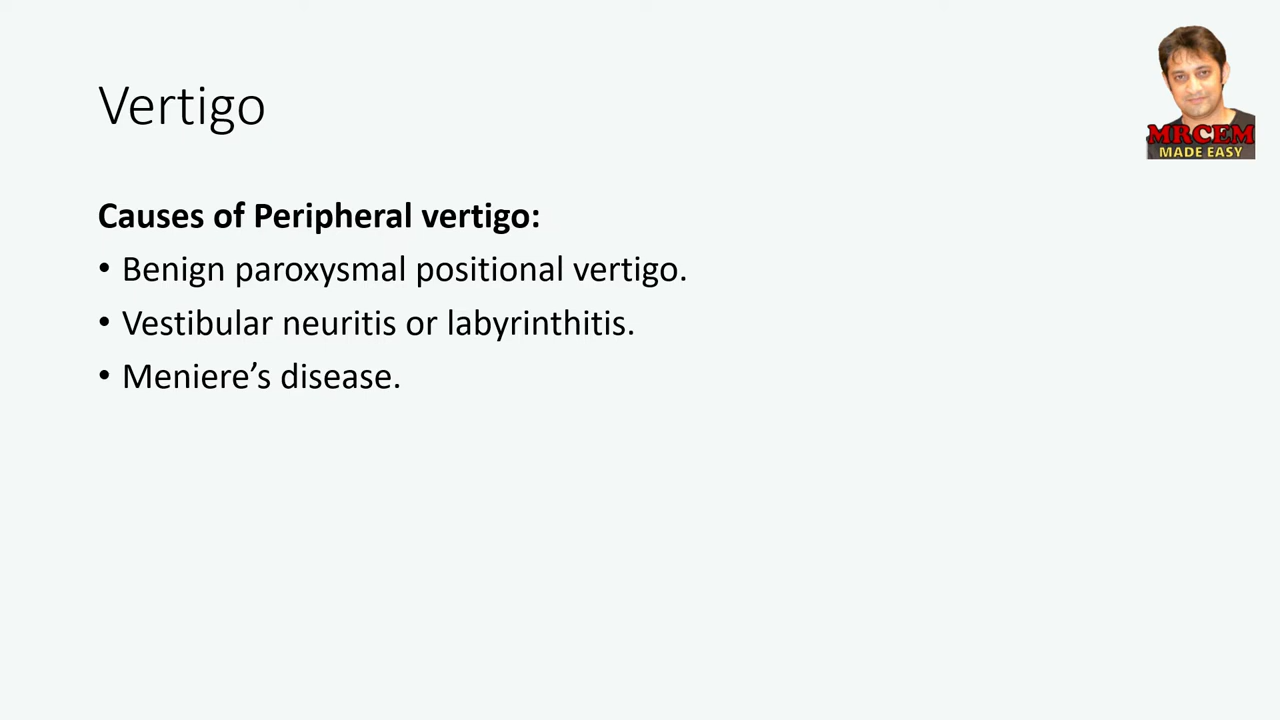 Vertigo
MRCEM
MADE EASY
Causes of Peripheral vertigo:
• Benign paroxysmal positional vertigo.
• Vestibular neuritis or labyrinthitis.
• Meniere’s disease.